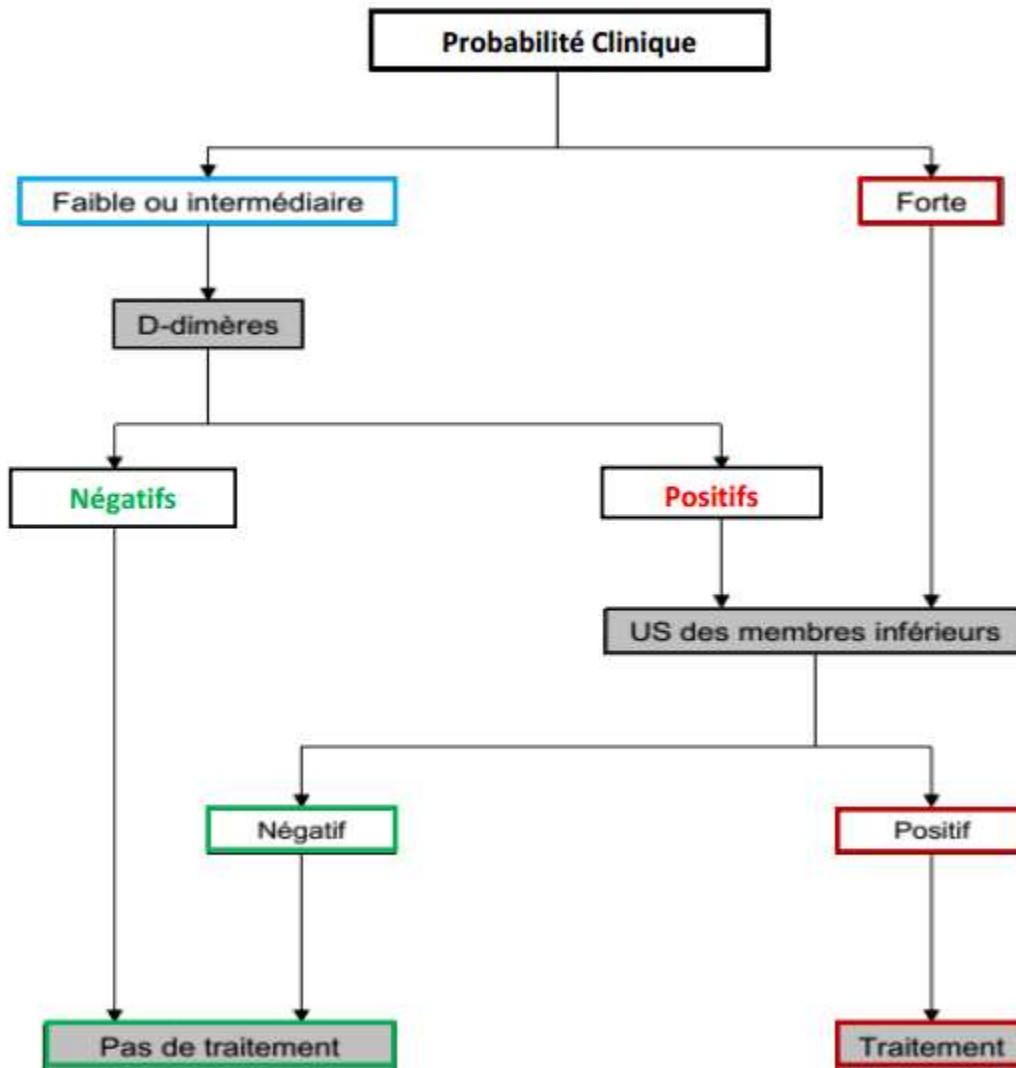 Probabilité Clinique
Faible ou intermédiaire
Forte
D-dimères
Négatifs
Positifs
US des membres inférieurs
Négatif
Positif
Pas de traitement
Traitement